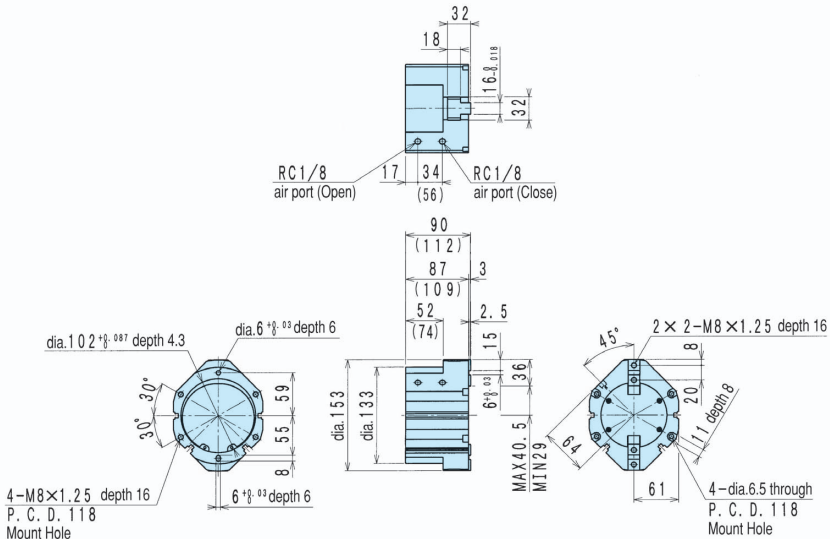 32
18
16 0 -0.018
32
RC1/8
air port (Open)
17
34
(56)
RC1/8
air port (Close)
90
(112)
87
3
(109)
52
2.5
(74)
15
36
6 +0.03 0
dia.153
dia.133
MAX40.5
MIN29
dia.102 +0.087 0 depth 4.3
dia.6 +0.03 0 depth 6
30°
30°
59
55
8
4-M8×1.25 depth 16
P.C.D. 118
Mount Hole
6 +0.03 0 depth 6
45°
2×2-M8×1.25 depth 16
8
20
11 depth 8
64
61
4-dia.6.5 through
P.C.D. 118
Mount Hole